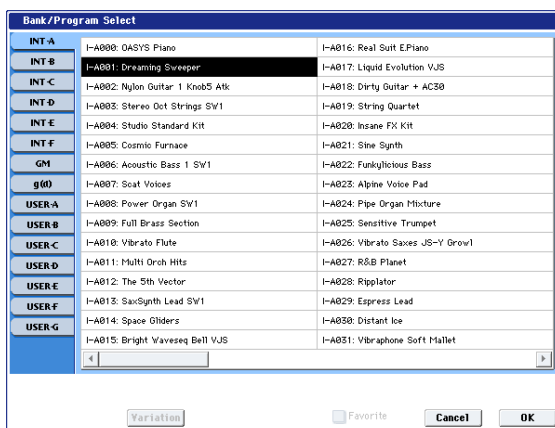 Bank/Program Select
INT-A
INT-B
INT-C
INT-D
INT-E
INT-F
GM
g(d)
USER-A
USER-B
USER-C
USER-D
USER-E
USER-F
USER-G
I-A000: OASYS Piano
I-A001: Dreaming Sweeper
I-A002: Nylon Guitar 1 Knob5 Atk
I-A003: Stereo Oct Strings SW1
I-A004: Studio Standard Kit
I-A005: Cosmic Furnace
I-A006: Acoustic Bass 1 SW1
I-A007: Scat Voices
I-A008: Power Organ SW1
I-A009: Full Brass Section
I-A010: Vibrato Flute
I-A011: Multi Orch Hits
I-A012: The 5th Vector
I-A013: SaxSynth Lead SW1
I-A014: Space Gliders
I-A015: Bright Waveseq Bell VJS
I-A016: Real Suit E.Piano
I-A017: Liquid Evolution VJS
I-A018: Dirty Guitar + AC30
I-A019: String Quartet
I-A020: Insane FX Kit
I-A021: Sine Synth
I-A022: Funkylicious Bass
I-A023: Alpine Voice Pad
I-A024: Pipe Organ Mixture
I-A025: Sensitive Trumpet
I-A026: Vibrato Saxes JS-Y Growl
I-A027: R&B Planet
I-A028: Ripplator
I-A029: Espress Lead
I-A030: Distant Ice
I-A031: Vibraphone Soft Mallet
Variation
Favorite
Cancel
OK